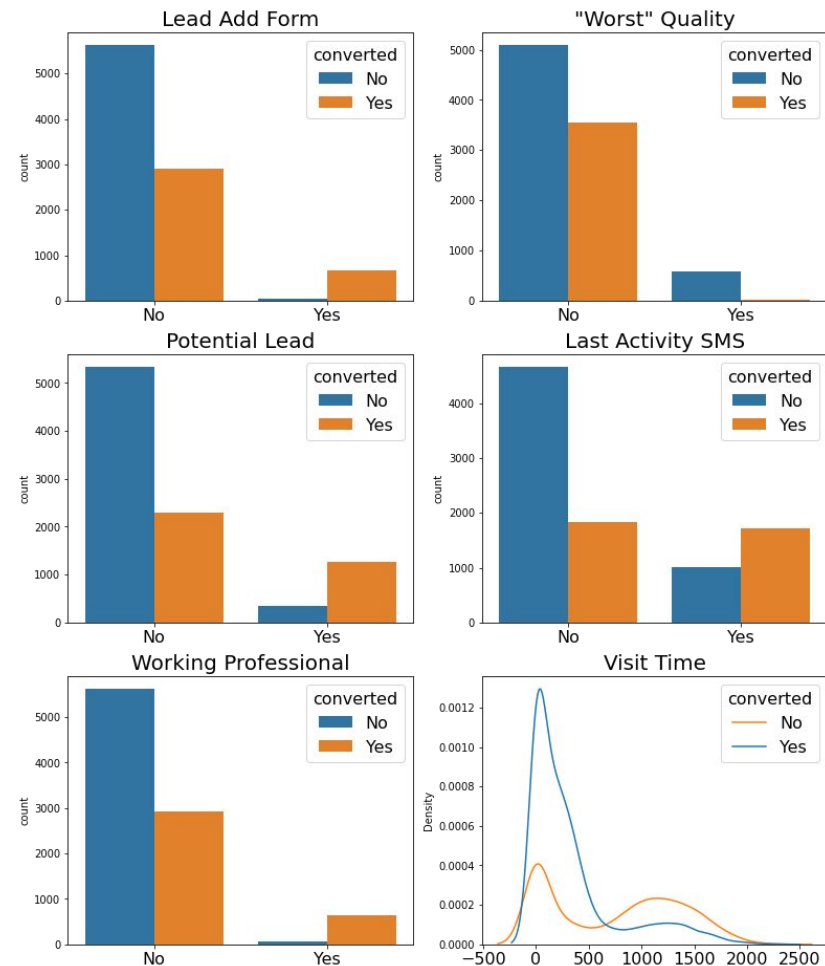 Lead Add Form
converted
No
Yes
count
5000
4000
3000
2000
1000
0
No Yes
"Worst" Quality
converted
No
Yes
count
5000
4000
3000
2000
1000
0
No Yes
Potential Lead
converted
No
Yes
count
5000
4000
3000
2000
1000
0
No Yes
Last Activity SMS
converted
No
Yes
count
4000
3000
2000
1000
0
No Yes
Working Professional
converted
No
Yes
count
5000
4000
3000
2000
1000
0
No Yes
Visit Time
converted
No
Yes
Density
0.0012
0.0010
0.0008
0.0006
0.0004
0.0002
0.0000
−500 0 500 1000 1500 2000 2500